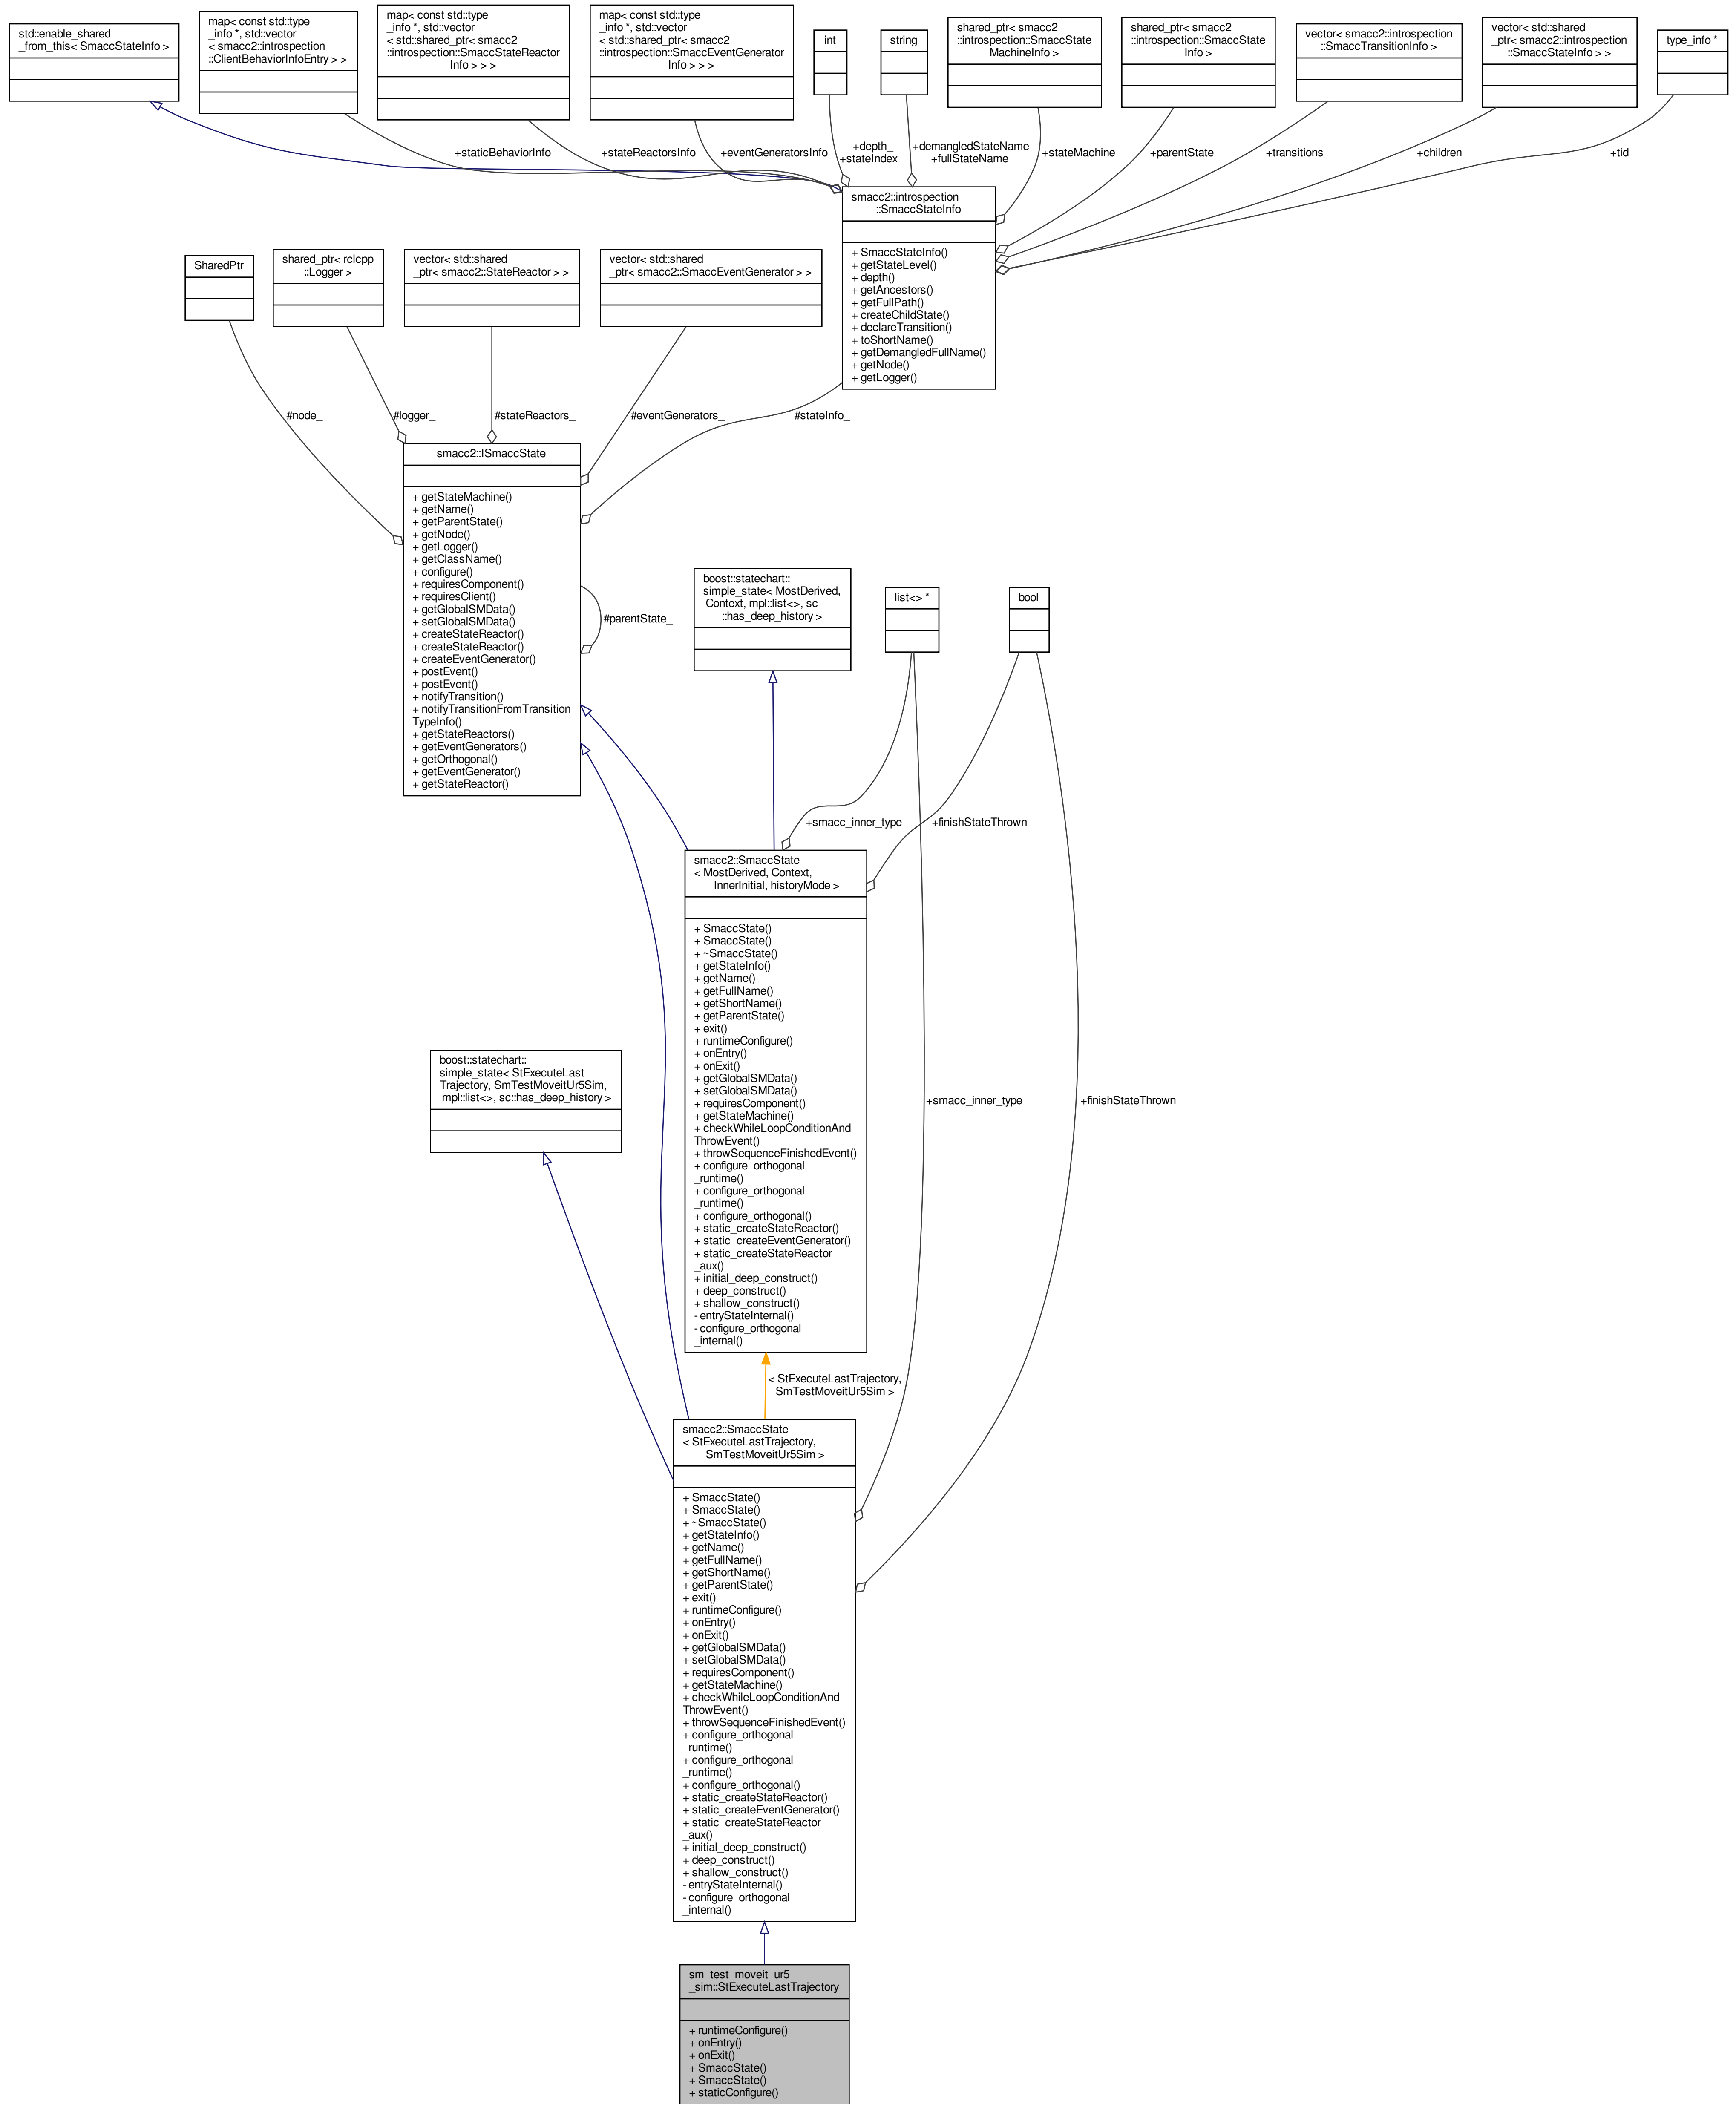 std::enable_shared
_from_this< SmaccStateInfo >
map< const std::type
_info *, std::vector
< smacc2::introspection
::ClientBehaviorInfoEntry > >
map< const std::type
_info *, std::vector
< std::shared_ptr< smacc2
::introspection::SmaccStateReactor
Info > > >
map< const std::type
_info *, std::vector
< std::shared_ptr< smacc2
::introspection::SmaccEventGenerator
Info > > >
int
string
shared_ptr< smacc2
::introspection::SmaccState
MachineInfo >
shared_ptr< smacc2
::introspection::SmaccState
Info >
vector< smacc2::introspection
::SmaccTransitionInfo >
vector< std::shared
_ptr< smacc2::introspection
::SmaccStateInfo > >
type_info *
+staticBehaviorInfo
+stateReactorsInfo
+eventGeneratorsInfo
+depth_
+stateIndex_
+demangledStateName
+fullStateName
+stateMachine_
+parentState_
+transitions_
+children_
+tid_
smacc2::introspection
::SmaccStateInfo
+ SmaccStateInfo()
+ getStateLevel()
+ depth()
+ getAncestors()
+ getFullPath()
+ createChildState()
+ declareTransition()
+ toShortName()
+ getDemangledFullName()
+ getNode()
+ getLogger()
SharedPtr
shared_ptr< rclcpp
::Logger >
vector< std::shared
_ptr< smacc2::StateReactor > >
vector< std::shared
_ptr< smacc2::SmaccEventGenerator > >
#node_
#logger_
#stateReactors_
#eventGenerators_
#stateInfo_
smacc2::ISmaccState
+ getStateMachine()
+ getName()
+ getParentState()
+ getNode()
+ getLogger()
+ getClassName()
+ configure()
+ requiresComponent()
+ requiresClient()
+ getGlobalSMData()
+ setGlobalSMData()
+ createStateReactor()
+ createStateReactor()
+ createEventGenerator()
+ postEvent()
+ postEvent()
+ notifyTransition()
+ notifyTransitionFromTransition
TypeInfo()
+ getStateReactors()
+ getEventGenerators()
+ getOrthogonal()
+ getEventGenerator()
+ getStateReactor()
#parentState_
boost::statechart::
simple_state< MostDerived,
Context, mpl::list<>, sc
::has_deep_history >
list<> *
bool
+smacc_inner_type
+finishStateThrown
smacc2::SmaccState
< MostDerived, Context,
InnerInitial, historyMode >
+ SmaccState()
+ SmaccState()
+ ~SmaccState()
+ getStateInfo()
+ getName()
+ getFullName()
+ getShortName()
+ getParentState()
+ exit()
+ runtimeConfigure()
+ onEntry()
+ onExit()
+ getGlobalSMData()
+ setGlobalSMData()
+ requiresComponent()
+ getStateMachine()
+ checkWhileLoopConditionAnd
ThrowEvent()
+ throwSequenceFinishedEvent()
+ configure_orthogonal
_runtime()
+ configure_orthogonal
_runtime()
+ configure_orthogonal()
+ static_createStateReactor()
+ static_createEventGenerator()
+ static_createStateReactor
_aux()
+ initial_deep_construct()
+ deep_construct()
+ shallow_construct()
- entryStateInternal()
- configure_orthogonal
_internal()
boost::statechart::
simple_state< StExecuteLast
Trajectory, SmTestMoveitUr5Sim,
mpl::list<>, sc::has_deep_history >
+smacc_inner_type
+finishStateThrown
< StExecuteLastTrajectory,
SmTestMoveitUr5Sim >
smacc2::SmaccState
< StExecuteLastTrajectory,
SmTestMoveitUr5Sim >
+ SmaccState()
+ SmaccState()
+ ~SmaccState()
+ getStateInfo()
+ getName()
+ getFullName()
+ getShortName()
+ getParentState()
+ exit()
+ runtimeConfigure()
+ onEntry()
+ onExit()
+ getGlobalSMData()
+ setGlobalSMData()
+ requiresComponent()
+ getStateMachine()
+ checkWhileLoopConditionAnd
ThrowEvent()
+ throwSequenceFinishedEvent()
+ configure_orthogonal
_runtime()
+ configure_orthogonal
_runtime()
+ configure_orthogonal()
+ static_createStateReactor()
+ static_createEventGenerator()
+ static_createStateReactor
_aux()
+ initial_deep_construct()
+ deep_construct()
+ shallow_construct()
- entryStateInternal()
- configure_orthogonal
_internal()
sm_test_moveit_ur5
_sim::StExecuteLastTrajectory
+ runtimeConfigure()
+ onEntry()
+ onExit()
+ SmaccState()
+ SmaccState()
+ staticConfigure()